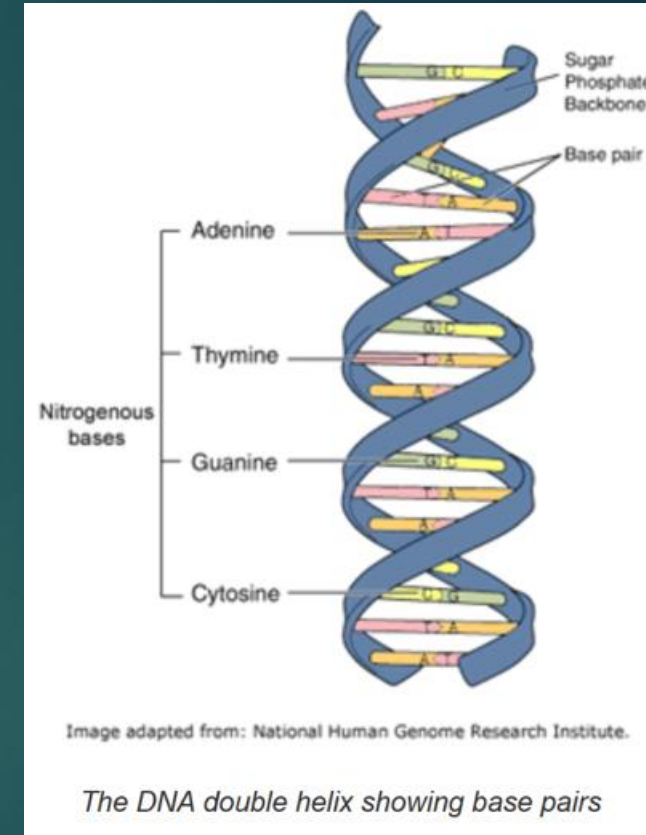 Sugar
Phosphate
Backbone
Base pair
G C
G
T A
A T
Adenine
G C
Thymine
T A
A
Nitrogenous
bases
Guanine
G C
T A
A
Cytosine
C G
T A
A T
Image adapted from: National Human Genome Research Institute.
The DNA double helix showing base pairs